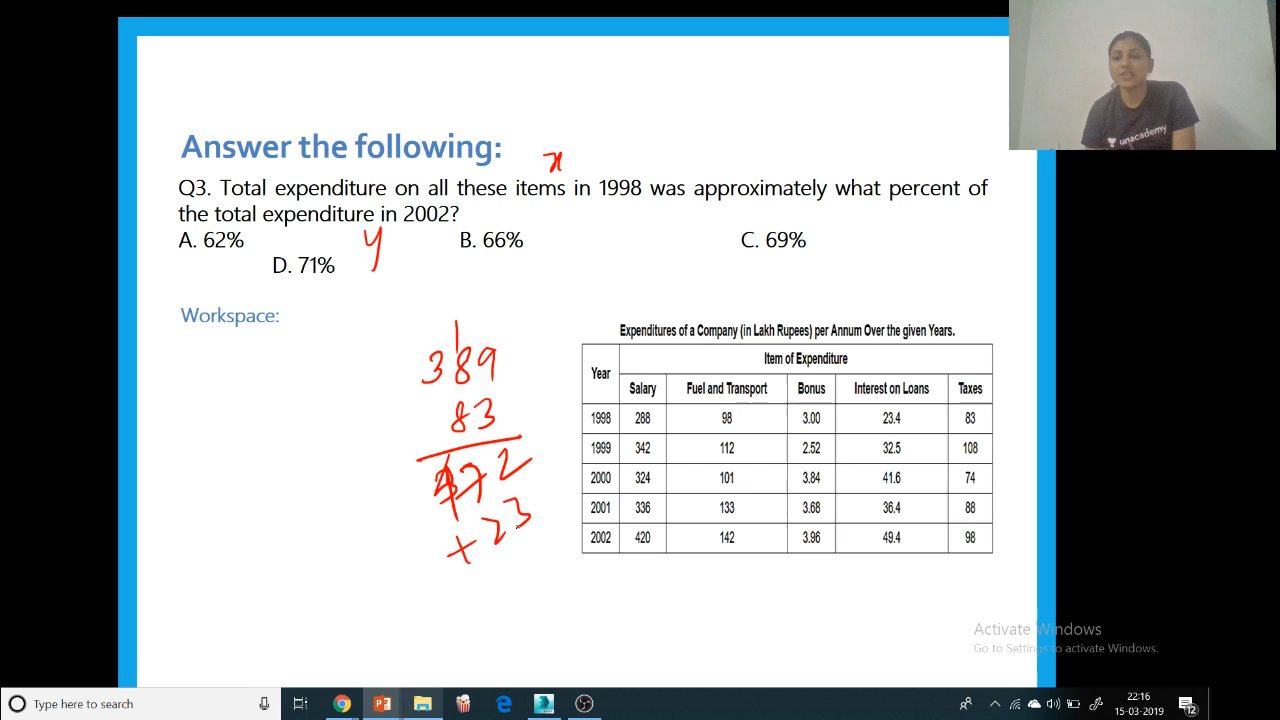 unacademy
Answer the following:
x
Q3. Total expenditure on all these items in 1998 was approximately what percent of
the total expenditure in 2002?
A. 62%
B. 66%
C. 69%
y
D. 71%
Workspace:
1
389
83
472
+ 23
Expenditures of a Company (in Lakh Rupees) per Annum Over the given Years.
Year Item of Expenditure
Salary Fuel and Transport Bonus Interest on Loans Taxes
1998 288 98 3.00 23.4 83
1999 342 112 2.52 32.5 108
2000 324 101 3.84 41.6 74
2001 336 133 3.68 36.4 88
2002 420 142 3.96 49.4 98
Activate Windows
Go to Settings to activate Windows.
Type here to search
22:16
15-03-2019
12